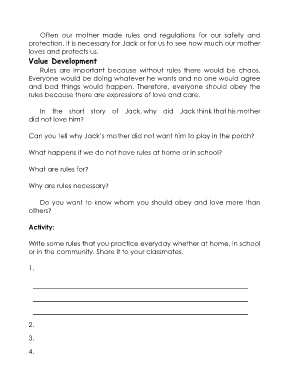 Often our mother made rules and regulations for our safety and
protection, it is necessary for Jack or for us to see how much our mother
loves and protects us.
Value Development
Rules are important because without rules there would be chaos.
Everyone would be doing whatever he wants and no one would agree
and bad things would happen. Therefore, everyone should obey the
rules because there are expressions of love and care.
In the short story of Jack, why did Jack think that his mother
did not love him?
Can you tell why Jack's mother did not want him to play in the porch?
What happens if we do not have rules at home or in school?
What are rules for?
Why are rules necessary?
Do you want to know whom you should obey and love more than
others?
Activity:
Write some rules that you practice everyday whether at home, in school
or in the community. Share it to your classmates.
1.
2.
3.
4.